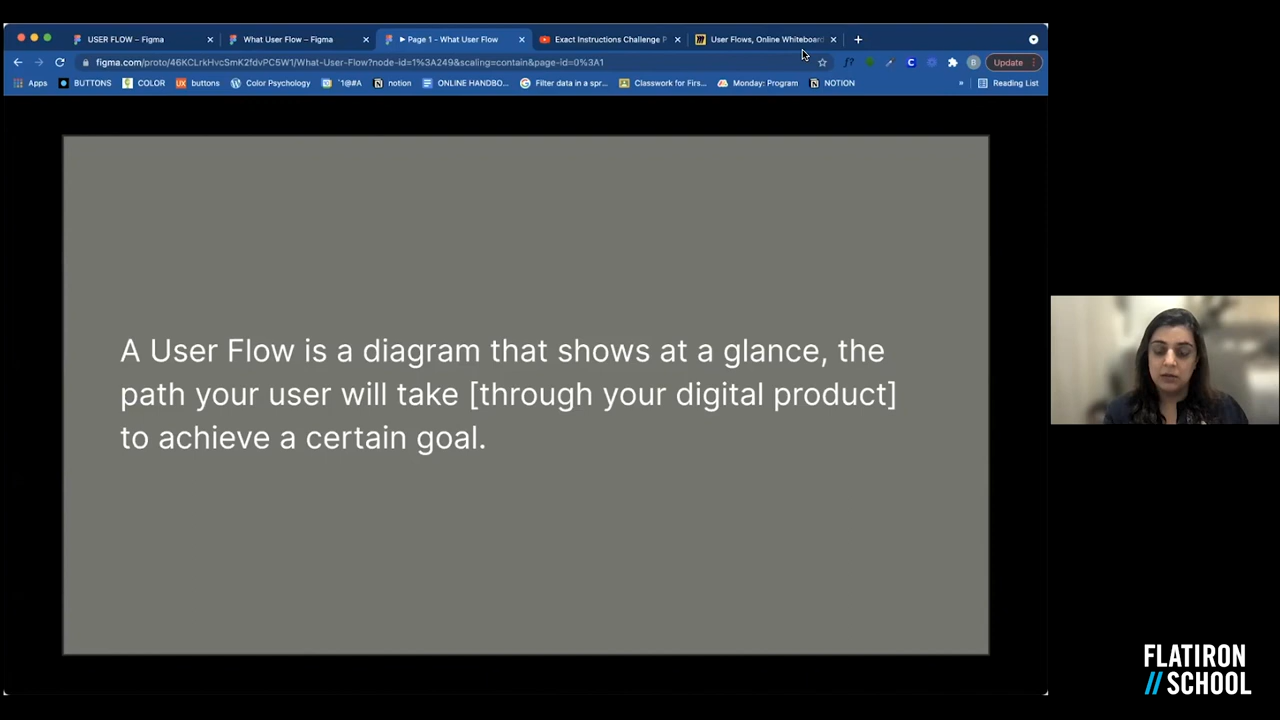 USER FLOW – Figma
What User Flow – Figma
Page 1 – What User Flow
Exact Instructions Challenge P
User Flows, Online Whiteboard
figma.com/proto/46KCLrkHvcSmK2fdvPC5W1/What-User-Flow?node-id=1%3A249&scaling=contain&page-id=0%3A1
f?
C
B
Update
Apps
BUTTONS
COLOR
UX buttons
Color Psychology
`1@#A
notion
ONLINE HANDBO...
Filter data in a spr...
Classwork for Firs...
Monday: Program
NOTION
»
Reading List
A User Flow is a diagram that shows at a glance, the
path your user will take [through your digital product]
to achieve a certain goal.
FLATIRON
// SCHOOL